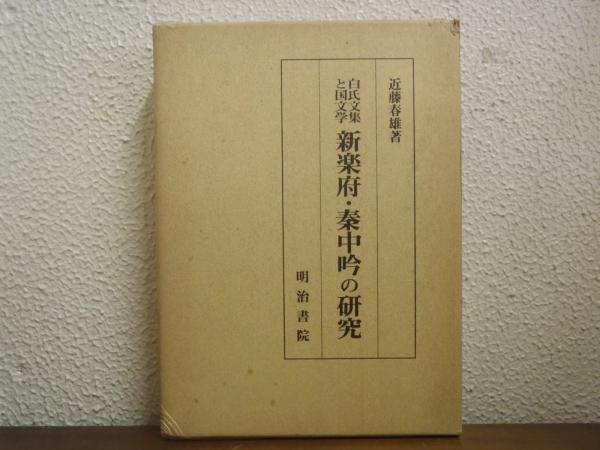 近藤春雄著
白氏文集
と国文学
新楽府・秦中吟の研究
明治書院